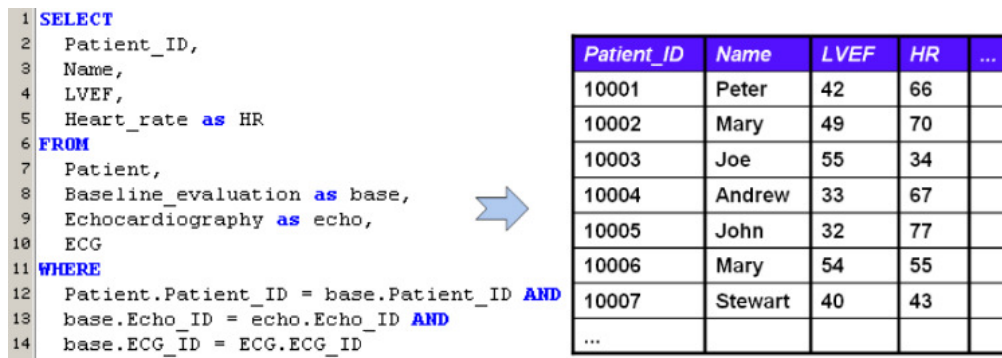 1 SELECT
2 Patient_ID,
3 Name,
4 LVEF,
5 Heart_rate as HR
6 FROM
7 Patient,
8 Baseline_evaluation as base,
9 Echocardiography as echo,
10 ECG
11 WHERE
12 Patient.Patient_ID = base.Patient_ID AND
13 base.Echo_ID = echo.Echo_ID AND
14 base.ECG_ID = ECG.ECG_ID
Patient_ID Name LVEF HR ...
10001 Peter 42 66
10002 Mary 49 70
10003 Joe 55 34
10004 Andrew 33 67
10005 John 32 77
10006 Mary 54 55
10007 Stewart 40 43
...